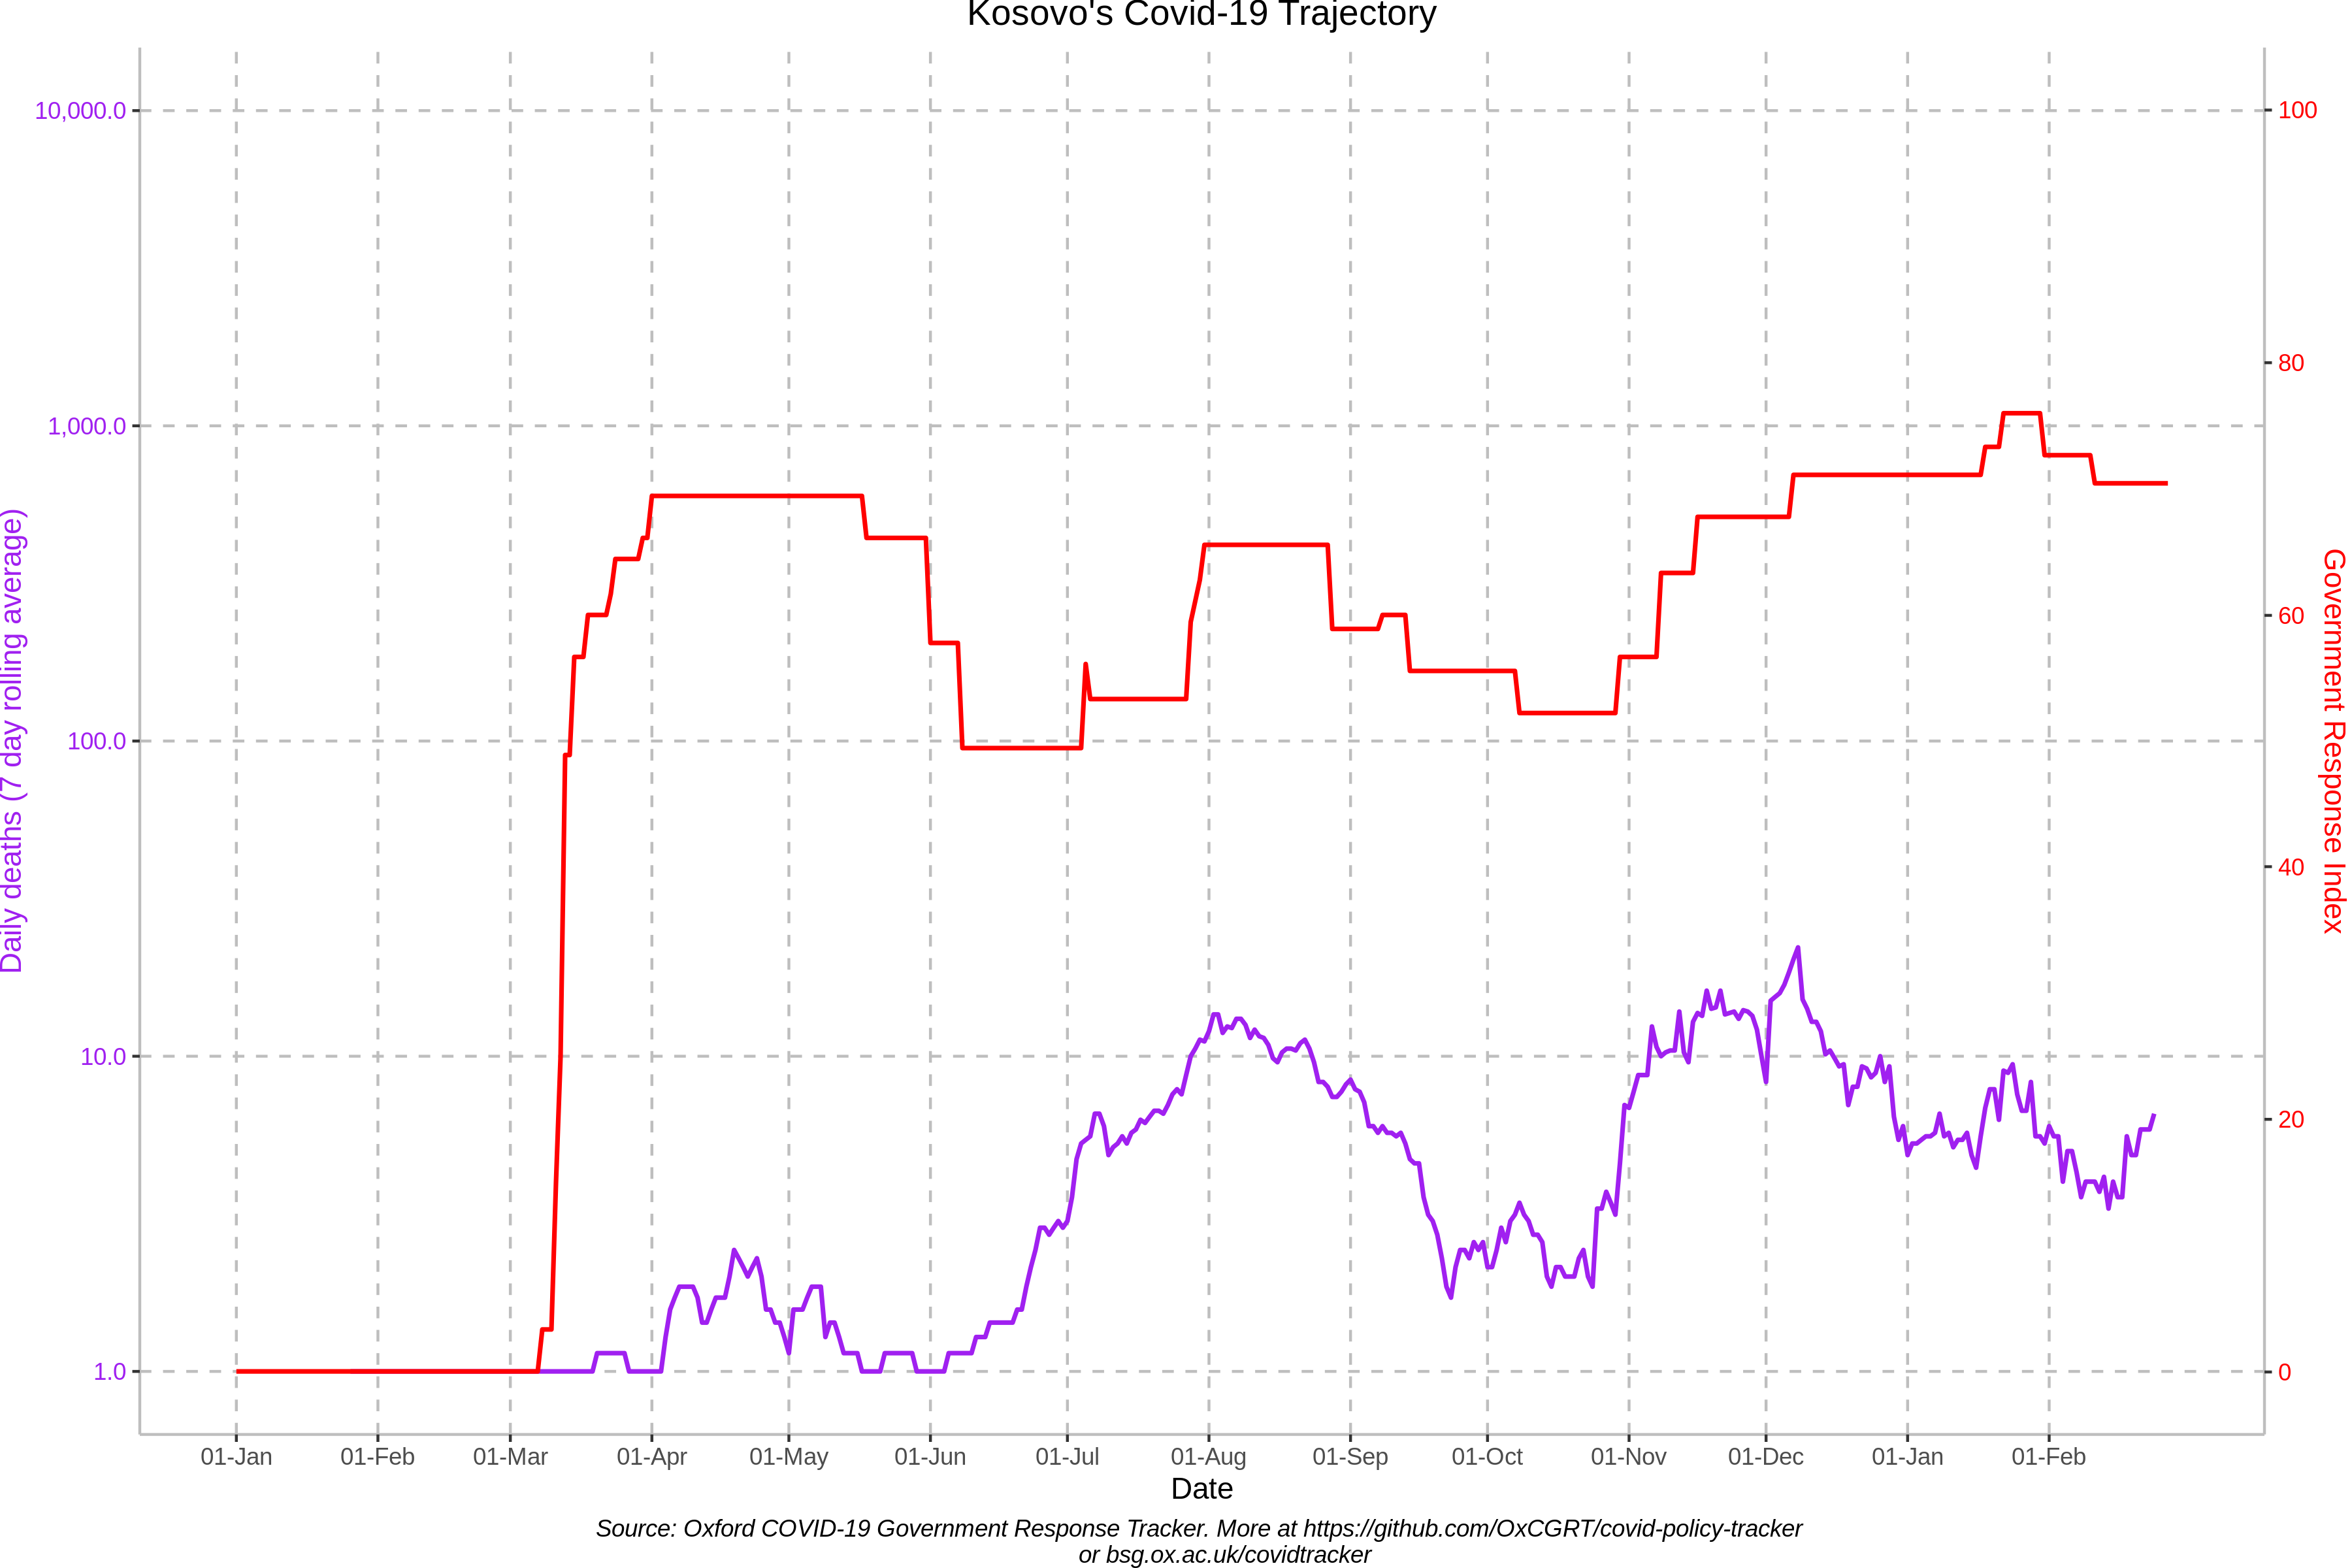 Kosovo's Covid-19 Trajectory
Daily deaths (7 day rolling average)
10,000.0
1,000.0
100.0
10.0
1.0
100
80
60
40
20
0
Government Response Index
01-Jan 01-Feb 01-Mar 01-Apr 01-May 01-Jun 01-Jul 01-Aug 01-Sep 01-Oct 01-Nov 01-Dec 01-Jan 01-Feb
Date
Source: Oxford COVID-19 Government Response Tracker. More at https://github.com/OxCGRT/covid-policy-tracker
or bsg.ox.ac.uk/covidtracker